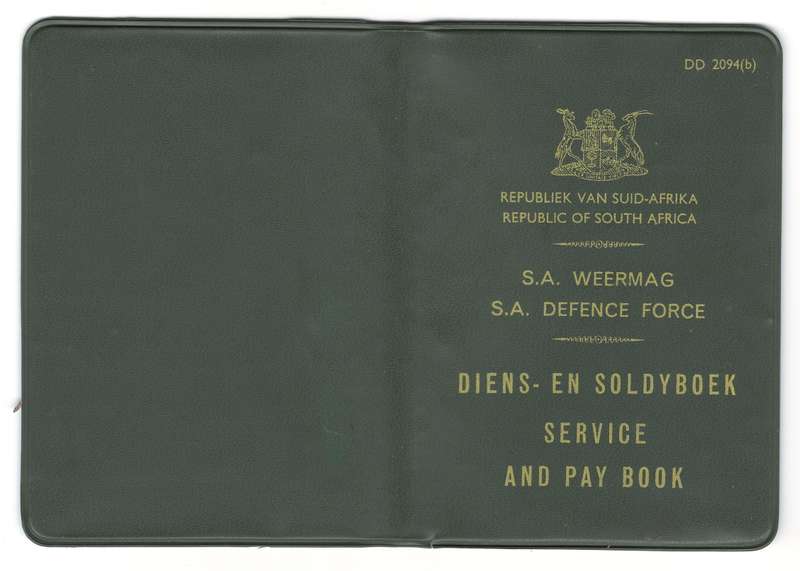 DD 2094(b)
REPUBLIEK VAN SUID-AFRIKA
REPUBLIC OF SOUTH AFRICA
S.A. WEERMAG
S.A. DEFENCE FORCE
DIENS- EN SOLDYBOEK
SERVICE
AND PAY BOOK